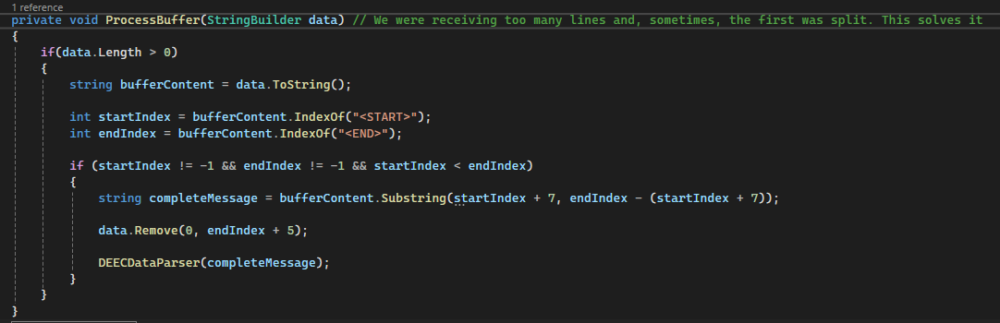 1 reference
private void ProcessBuffer(StringBuilder data) // We were receiving too many lines and, sometimes, the first was split. This solves it
{
    if(data.Length > 0)
    {
        string bufferContent = data.ToString();

        int startIndex = bufferContent.IndexOf("<START>");
        int endIndex = bufferContent.IndexOf("<END>");

        if (startIndex != -1 && endIndex != -1 && startIndex < endIndex)
        {
            string completeMessage = bufferContent.Substring(startIndex + 7, endIndex - (startIndex + 7));

            data.Remove(0, endIndex + 5);

            DEECDataParser(completeMessage);
        }
    }
}